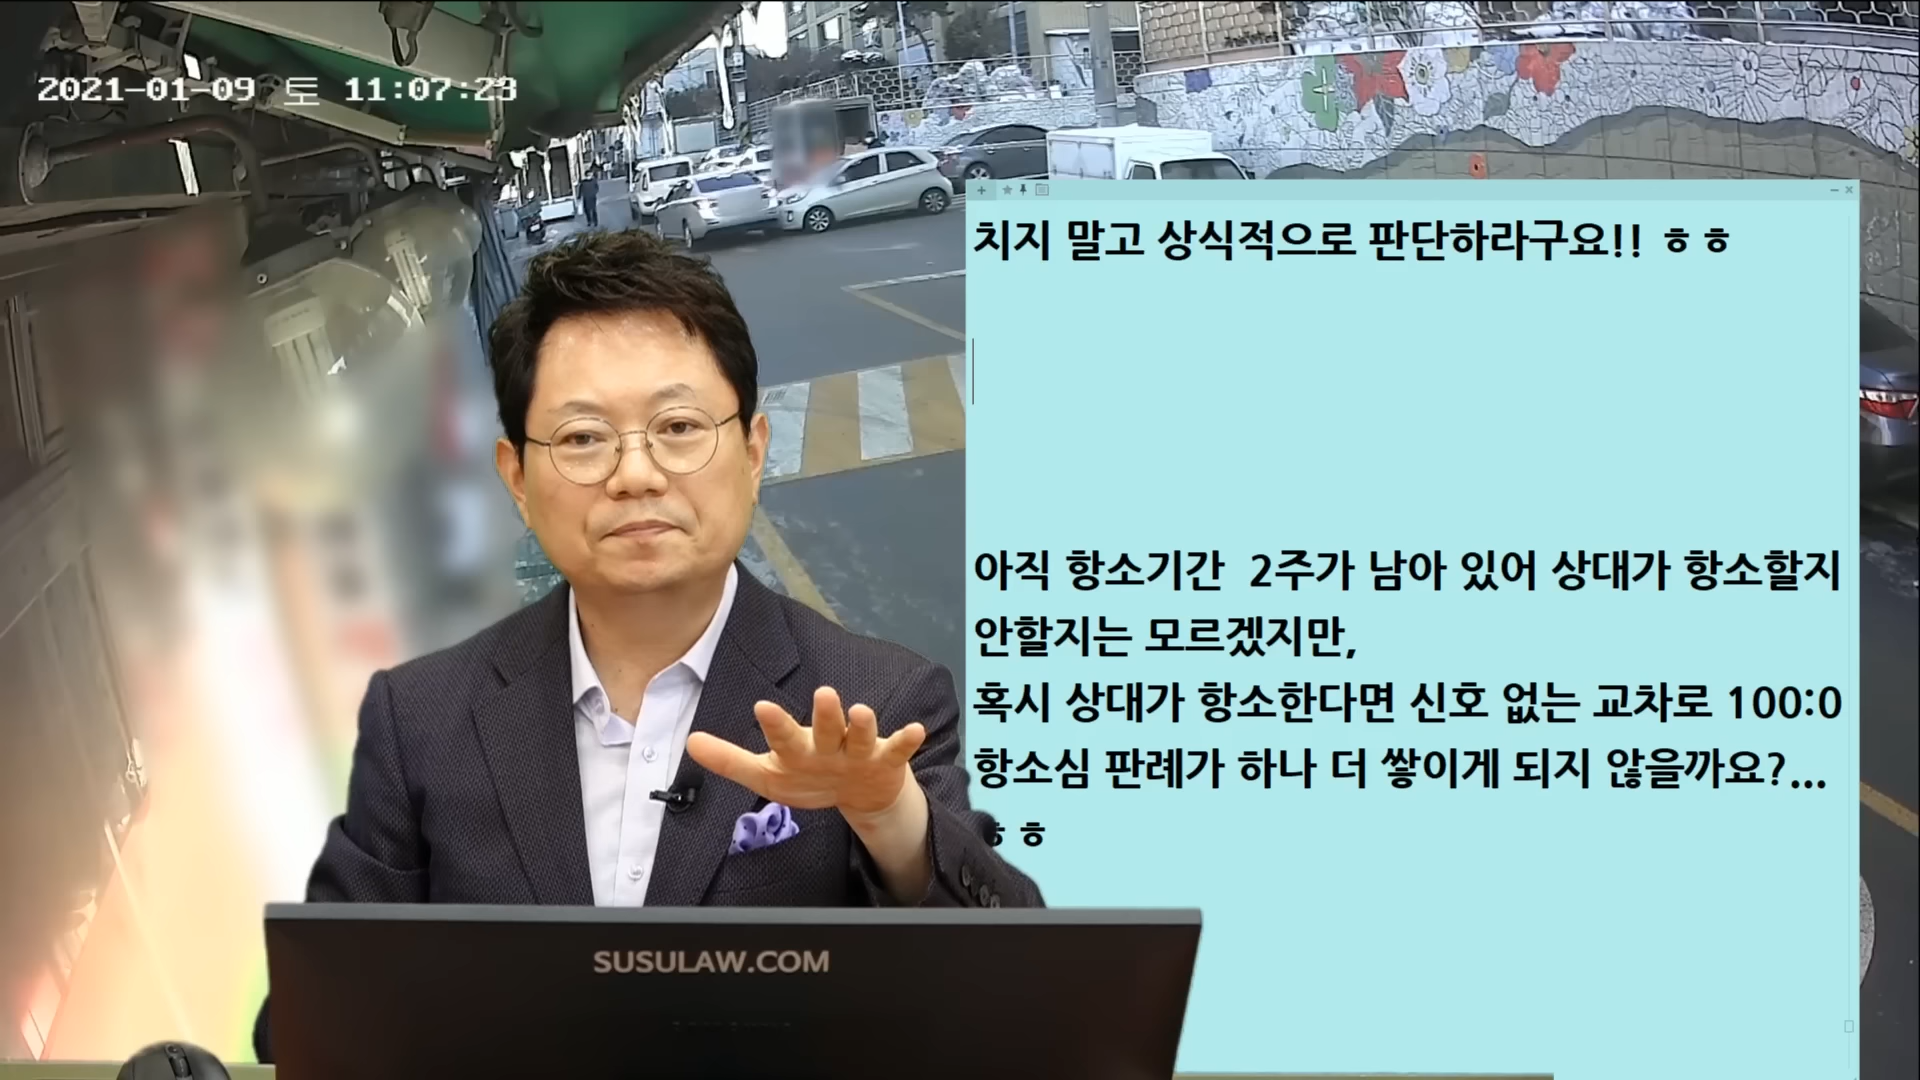 2021-01-09 토 11:07:23
치지 말고 상식적으로 판단하라구요!! ㅎㅎ
아직 항소기간 2주가 남아 있어 상대가 항소할지
안할지는 모르겠지만,
혹시 상대가 항소한다면 신호 없는 교차로 100:0
항소심 판례가 하나 더 쌓이게 되지 않을까요?...
ㅎㅎ
SUSULAW.COM